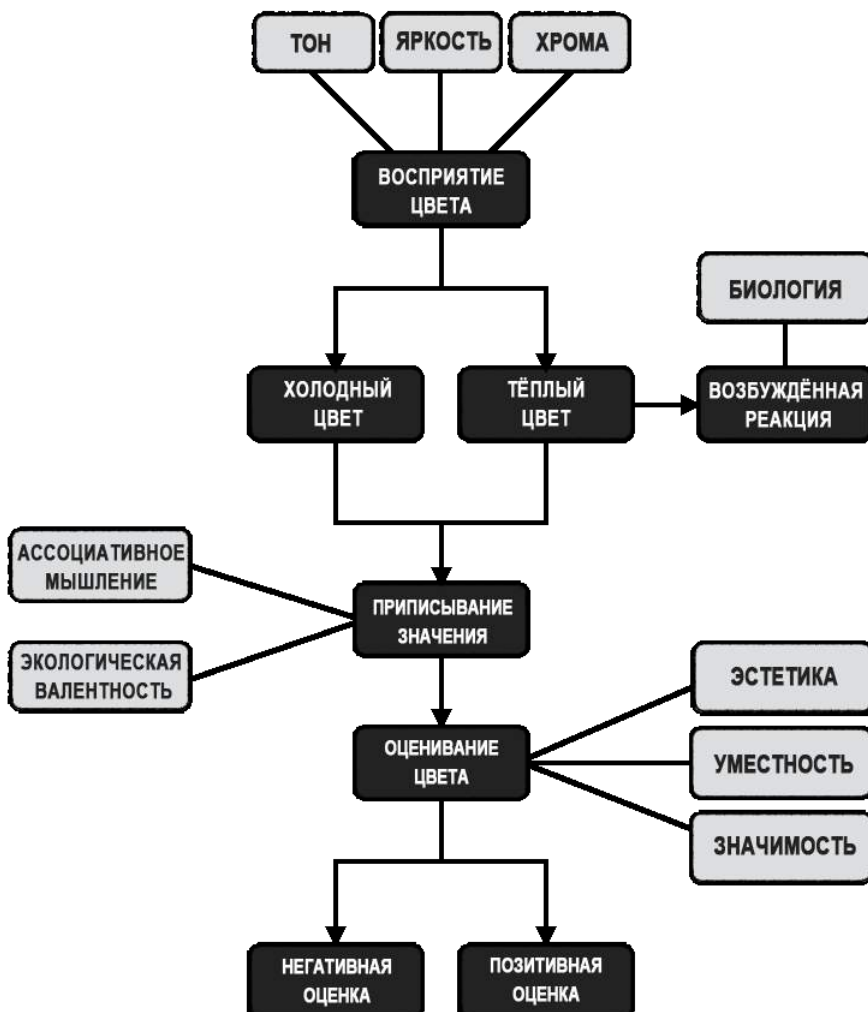 ТОН
ЯРКОСТЬ
ХРОМА
ВОСПРИЯТИЕ
ЦВЕТА
БИОЛОГИЯ
ХОЛОДНЫЙ
ЦВЕТ
ТЁПЛЫЙ
ЦВЕТ
ВОЗБУЖДЁННАЯ
РЕАКЦИЯ
АССОЦИАТИВНОЕ
МЫШЛЕНИЕ
ПРИПИСЫВАНИЕ
ЗНАЧЕНИЯ
ЭКОЛОГИЧЕСКАЯ
ВАЛЕНТНОСТЬ
ЭСТЕТИКА
ОЦЕНИВАНИЕ
ЦВЕТА
УМЕСТНОСТЬ
ЗНАЧИМОСТЬ
НЕГАТИВНАЯ
ОЦЕНКА
ПОЗИТИВНАЯ
ОЦЕНКА